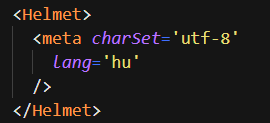 <Helmet>
<meta charSet='utf-8'
lang='hu'
/>
</Helmet>